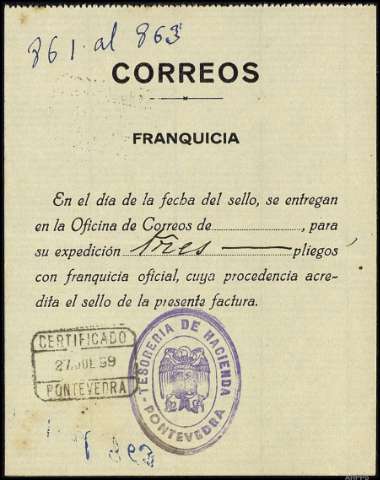 861 al 863
CORREOS
FRANQUICIA
En el día de la fecha del sello, se entregan
en la Oficina de Correos de ........................, para
su expedición tres — pliegos
con franquicia oficial, cuya procedencia acre-
dita el sello de la presente factura.
CERTIFICADO
27 JUL 59
PONTEVEDRA
TESORERIA DE HACIENDA
PONTEVEDRA